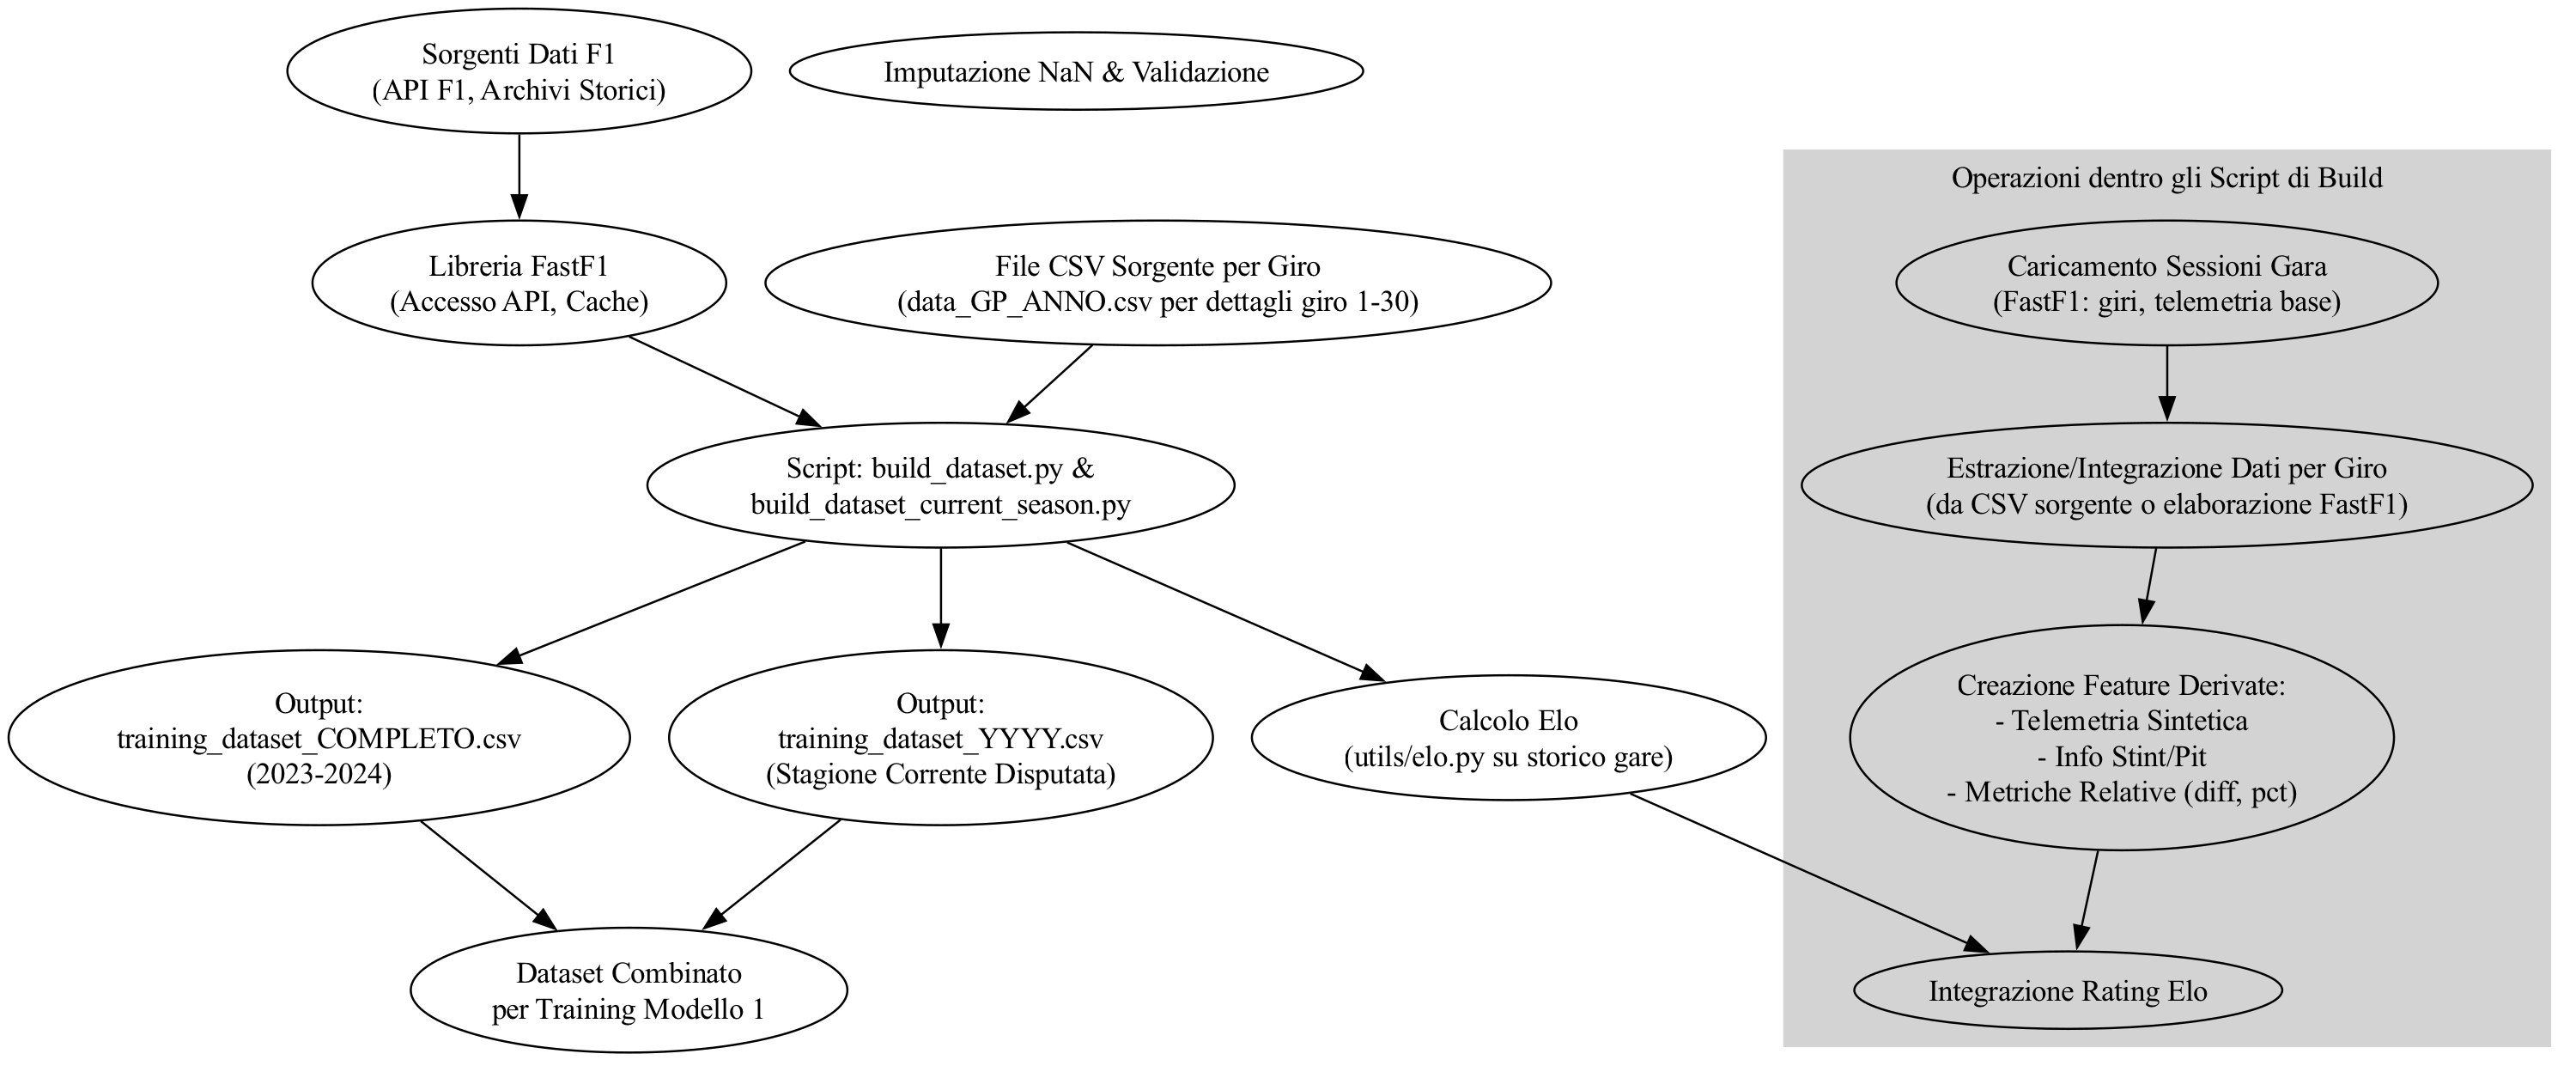 Sorgenti Dati F1
(API F1, Archivi Storici)
Imputazione NaN & Validazione
Operazioni dentro gli Script di Build
Libreria FastF1
(Accesso API, Cache)
File CSV Sorgente per Giro
(data_GP_ANNO.csv per dettagli giro 1-30)
Caricamento Sessioni Gara
(FastF1: giri, telemetria base)
Script: build_dataset.py &
build_dataset_current_season.py
Estrazione/Integrazione Dati per Giro
(da CSV sorgente o elaborazione FastF1)
Output:
training_dataset_COMPLETO.csv
(2023-2024)
Output:
training_dataset_YYYY.csv
(Stagione Corrente Disputata)
Calcolo Elo
(utils/elo.py su storico gare)
Creazione Feature Derivate:
- Telemetria Sintetica
- Info Stint/Pit
- Metriche Relative (diff, pct)
Dataset Combinato
per Training Modello 1
Integrazione Rating Elo